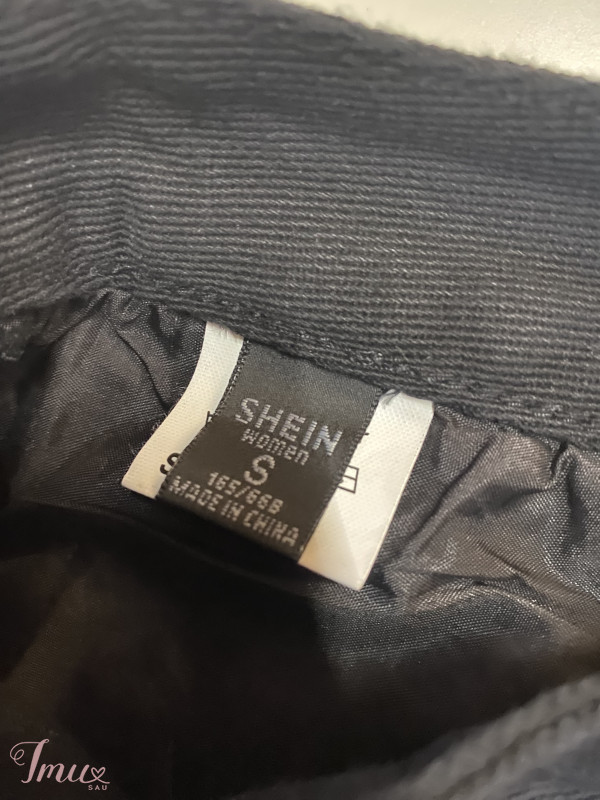 SHEIN
women
S
165/66B
MADE IN CHINA
S
Imu
SAU